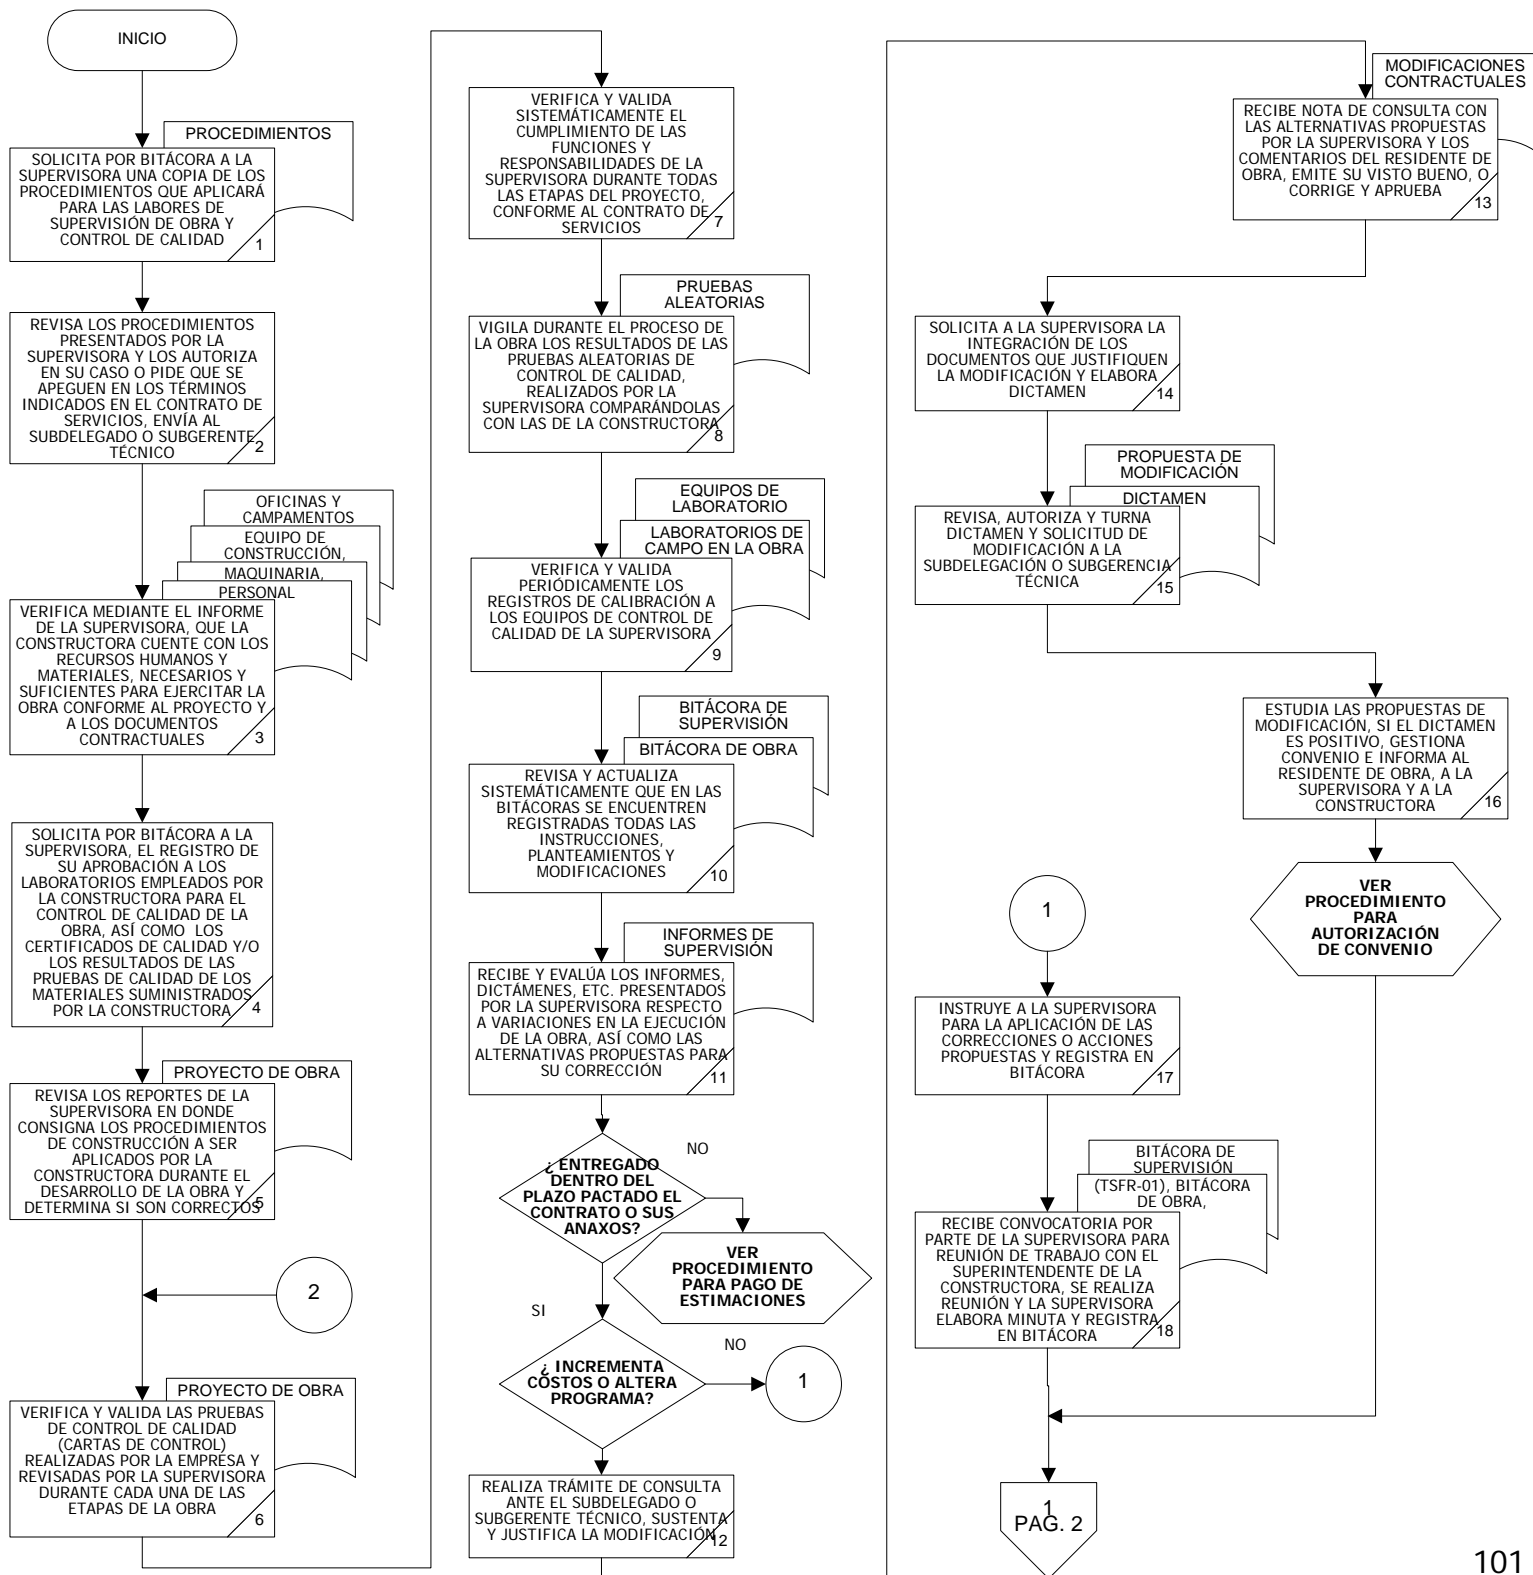 INICIO
PROCEDIMIENTOS
SOLICITA POR BITÁCORA A LA
SUPERVISORA UNA COPIA DE LOS
PROCEDIMIENTOS QUE APLICARÁ
PARA LAS LABORES DE
SUPERVISIÓN DE OBRA Y
CONTROL DE CALIDAD
1
REVISA LOS PROCEDIMIENTOS
PRESENTADOS POR LA
SUPERVISORA Y LOS AUTORIZA
EN SU CASO O PIDE QUE SE
APEGUEN EN LOS TÉRMINOS
INDICADOS EN EL CONTRATO DE
SERVICIOS, ENVÍA AL
SUBDELEGADO O SUBGERENTE
TÉCNICO
2
OFICINAS Y
CAMPAMENTOS
EQUIPO DE
CONSTRUCCIÓN,
MAQUINARIA,
PERSONAL
VERIFICA MEDIANTE EL INFORME
DE LA SUPERVISORA, QUE LA
CONSTRUCTORA CUENTE CON LOS
RECURSOS HUMANOS Y
MATERIALES, NECESARIOS Y
SUFICIENTES PARA EJERCITAR LA
OBRA CONFORME AL PROYECTO Y
A LOS DOCUMENTOS
CONTRACTUALES
3
SOLICITA POR BITÁCORA A LA
SUPERVISORA, EL REGISTRO DE
SU APROBACIÓN A LOS
LABORATORIOS EMPLEADOS POR
LA CONSTRUCTORA PARA EL
CONTROL DE CALIDAD DE LA
OBRA, ASÍ COMO LOS
CERTIFICADOS DE CALIDAD Y/O
LOS RESULTADOS DE LAS
PRUEBAS DE CALIDAD DE LOS
MATERIALES SUMINISTRADOS
POR LA CONSTRUCTORA
4
PROYECTO DE OBRA
REVISA LOS REPORTES DE LA
SUPERVISORA EN DONDE
CONSIGNA LOS PROCEDIMIENTOS
DE CONSTRUCCIÓN A SER
APLICADOS POR LA
CONSTRUCTORA DURANTE EL
DESARROLLO DE LA OBRA Y
DETERMINA SI SON CORRECTOS
5
2
PROYECTO DE OBRA
VERIFICA Y VALIDA LAS PRUEBAS
DE CONTROL DE CALIDAD
(CARTAS DE CONTROL)
REALIZADAS POR LA EMPRESA Y
REVISADAS POR LA SUPERVISORA
DURANTE CADA UNA DE LAS
ETAPAS DE LA OBRA
6
VERIFICA Y VALIDA
SISTEMÁTICAMENTE EL
CUMPLIMIENTO DE LAS
FUNCIONES Y
RESPONSABILIDADES DE LA
SUPERVISORA DURANTE TODAS
LAS ETAPAS DEL PROYECTO,
CONFORME AL CONTRATO DE
SERVICIOS
7
PRUEBAS
ALEATORIAS
VIGILA DURANTE EL PROCESO DE
LA OBRA LOS RESULTADOS DE LAS
PRUEBAS ALEATORIAS DE
CONTROL DE CALIDAD,
REALIZADOS POR LA
SUPERVISORA COMPARÁNDOLAS
CON LAS DE LA CONSTRUCTORA
8
EQUIPOS DE
LABORATORIO
LABORATORIOS DE
CAMPO EN LA OBRA
VERIFICA Y VALIDA
PERIÓDICAMENTE LOS
REGISTROS DE CALIBRACIÓN A
LOS EQUIPOS DE CONTROL DE
CALIDAD DE LA SUPERVISORA
9
BITÁCORA DE
SUPERVISIÓN
BITÁCORA DE OBRA
REVISA Y ACTUALIZA
SISTEMÁTICAMENTE QUE EN LAS
BITÁCORAS SE ENCUENTREN
REGISTRADAS TODAS LAS
INSTRUCCIONES,
PLANTEAMIENTOS Y
MODIFICACIONES
10
INFORMES DE
SUPERVISIÓN
RECIBE Y EVALÚA LOS INFORMES,
DICTÁMENES, ETC. PRESENTADOS
POR LA SUPERVISORA RESPECTO
A VARIACIONES EN LA EJECUCIÓN
DE LA OBRA, ASÍ COMO LAS
ALTERNATIVAS PROPUESTAS PARA
SU CORRECCIÓN
11
¿ ENTREGADO
DENTRO DEL
PLAZO PACTADO EL
CONTRATO O SUS
ANAXOS?
NO
VER
PROCEDIMIENTO
PARA PAGO DE
ESTIMACIONES
SI
¿ INCREMENTA
COSTOS O ALTERA
PROGRAMA?
NO
1
REALIZA TRÁMITE DE CONSULTA
ANTE EL SUBDELEGADO O
SUBGERENTE TÉCNICO, SUSTENTA
Y JUSTIFICA LA MODIFICACIÓN
12
MODIFICACIONES
CONTRACTUALES
RECIBE NOTA DE CONSULTA CON
LAS ALTERNATIVAS PROPUESTAS
POR LA SUPERVISORA Y LOS
COMENTARIOS DEL RESIDENTE DE
OBRA, EMITE SU VISTO BUENO, O
CORRIGE Y APRUEBA
13
SOLICITA A LA SUPERVISORA LA
INTEGRACIÓN DE LOS
DOCUMENTOS QUE JUSTIFIQUEN
LA MODIFICACIÓN Y ELABORA
DICTAMEN
14
PROPUESTA DE
MODIFICACIÓN
DICTAMEN
REVISA, AUTORIZA Y TURNA
DICTAMEN Y SOLICITUD DE
MODIFICACIÓN A LA
SUBDELEGACIÓN O SUBGERENCIA
TÉCNICA
15
ESTUDIA LAS PROPUESTAS DE
MODIFICACIÓN, SI EL DICTAMEN
ES POSITIVO, GESTIONA
CONVENIO E INFORMA AL
RESIDENTE DE OBRA, A LA
SUPERVISORA Y A LA
CONSTRUCTORA
16
VER
PROCEDIMIENTO
PARA
AUTORIZACIÓN
DE CONVENIO
1
INSTRUYE A LA SUPERVISORA
PARA LA APLICACIÓN DE LAS
CORRECCIONES O ACCIONES
PROPUESTAS Y REGISTRA EN
BITÁCORA
17
BITÁCORA DE
SUPERVISIÓN
(TSFR-01), BITÁCORA
DE OBRA,
RECIBE CONVOCATORIA POR
PARTE DE LA SUPERVISORA PARA
REUNIÓN DE TRABAJO CON EL
SUPERINTENDENTE DE LA
CONSTRUCTORA, SE REALIZA
REUNIÓN Y LA SUPERVISORA
ELABORA MINUTA Y REGISTRA
EN BITÁCORA
18
1
PAG. 2
101